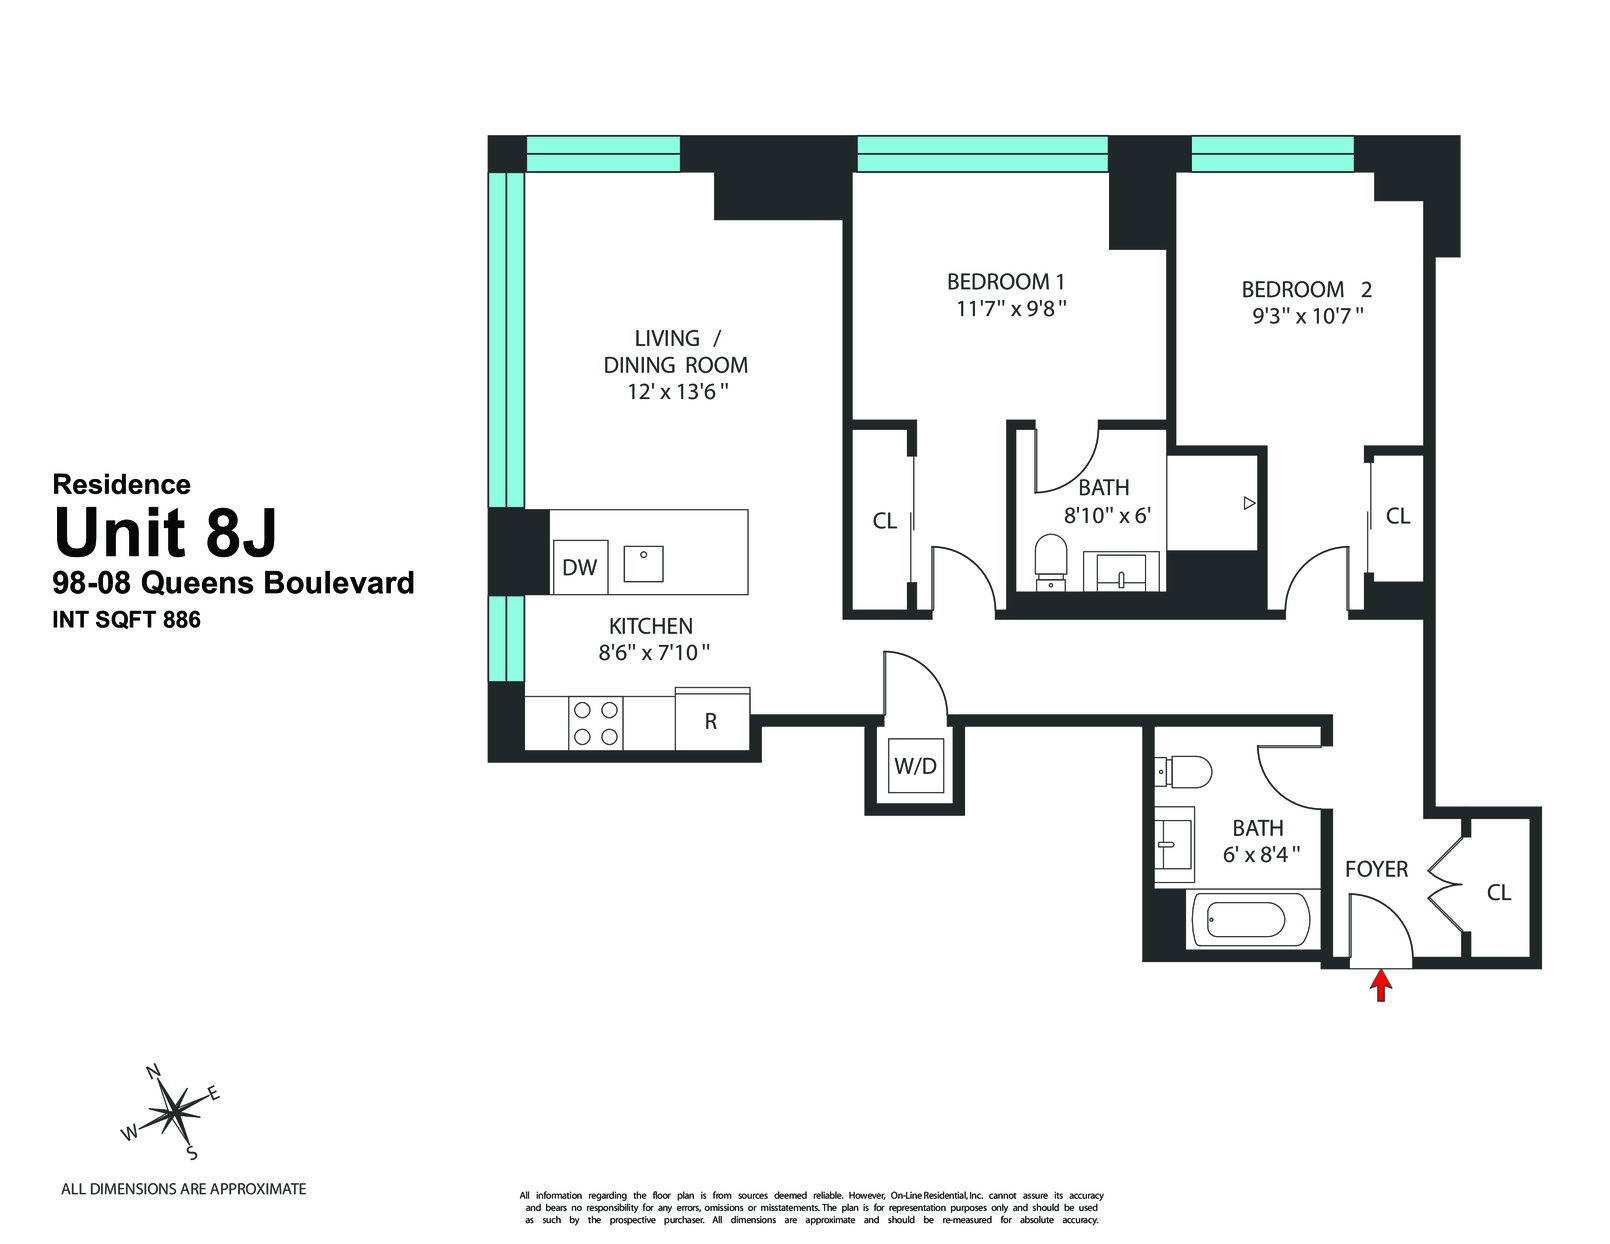 Residence
Unit 8J
98-08 Queens Boulevard
INT SQFT 886
LIVING / 
DINING ROOM
12' x 13'6"
BEDROOM 1
11'7" x 9'8"
BEDROOM 2
9'3" x 10'7"
CL
BATH
8'10" x 6'
CL
DW
KITCHEN
8'6" x 7'10"
R
W/D
BATH
6' x 8'4"
FOYER
CL
N
E
W
S
ALL DIMENSIONS ARE APPROXIMATE
All information regarding the floor plan is from sources deemed reliable. However, On-Line Residential, Inc. cannot assure its accuracy
and bears no responsibility for any errors, omissions or misstatements. The plan is for representation purposes only and should be used
as such by the prospective purchaser. All dimensions are approximate and should be re-measured for absolute accuracy.